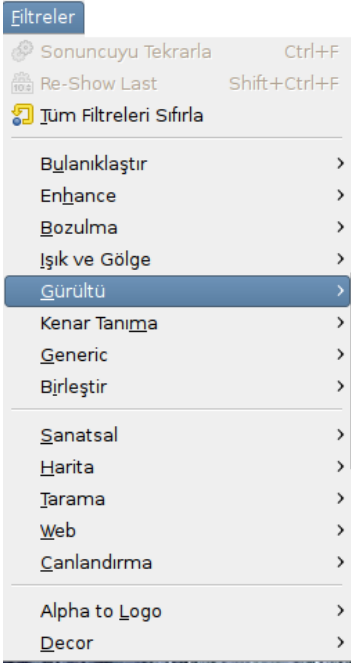 Filtreler
Sonuncuyu Tekrarla Ctrl+F
Re-Show Last Shift+Ctrl+F
Tüm Filtreleri Sıfırla
Bulanıklaştır
Enhance
Bozulma
Işık ve Gölge
Gürültü
Kenar Tanıma
Generic
Birleştir
Sanatsal
Harita
Tarama
Web
Canlandırma
Alpha to Logo
Decor